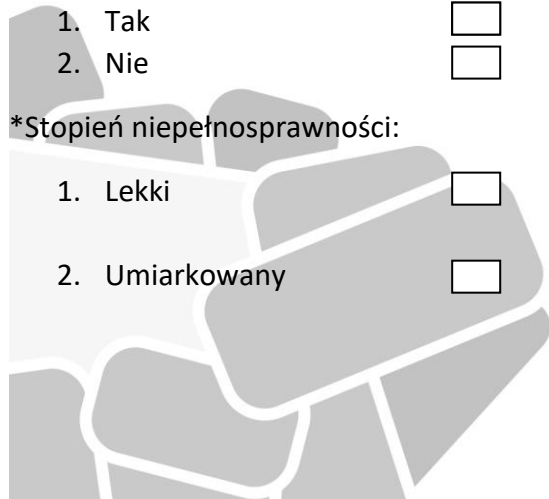 1. Tak
2. Nie
*Stopień niepełnosprawności:
1. Lekki
2. Umiarkowany